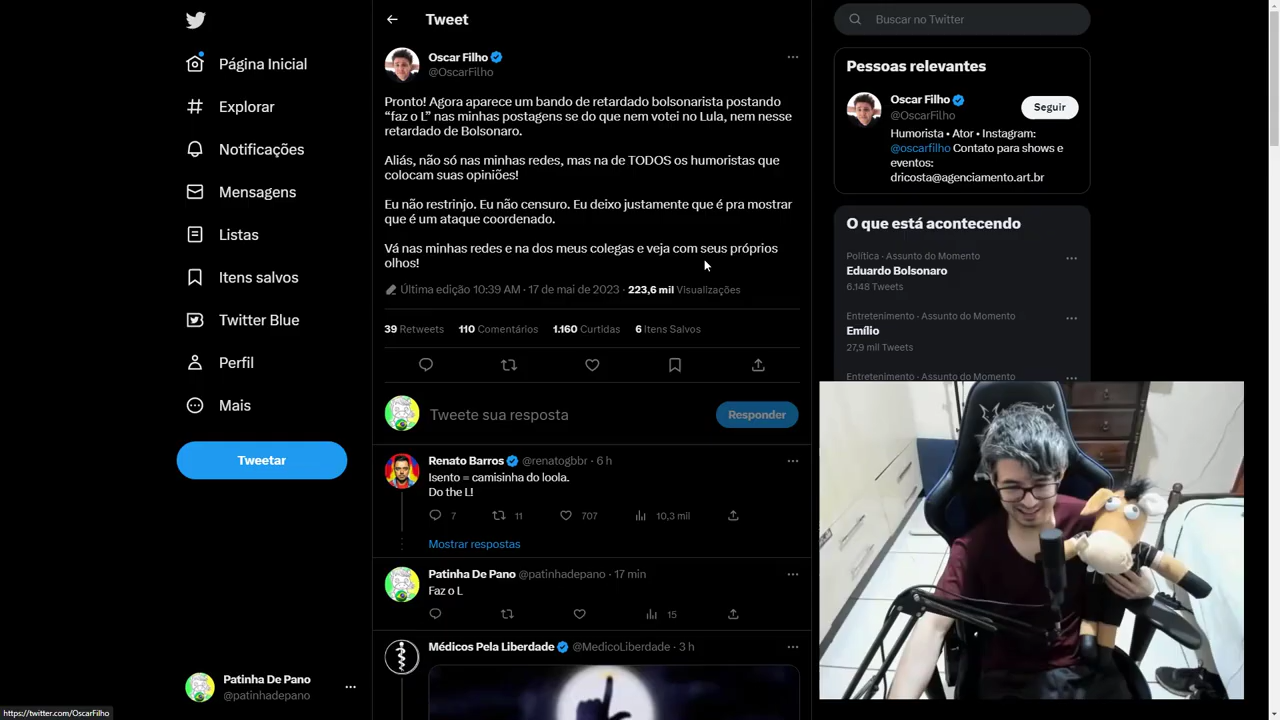 Tweet
Buscar no Twitter
Página Inicial
Explorar
Notificações
Mensagens
Listas
Itens salvos
Twitter Blue
Perfil
Mais
Tweetar
Patinha De Pano
@patinhadepano
https://twitter.com/OscarFilho
Oscar Filho
@OscarFilho
Pronto! Agora aparece um bando de retardado bolsonarista postando
“faz o L” nas minhas postagens se do que nem votei no Lula, nem nesse
retardado de Bolsonaro.
Aliás, não só nas minhas redes, mas na de TODOS os humoristas que
colocam suas opiniões!
Eu não restrinjo. Eu não censuro. Eu deixo justamente que é pra mostrar
que é um ataque coordenado.
Vá nas minhas redes e na dos meus colegas e veja com seus próprios
olhos!
Última edição 10:39 AM · 17 de mai de 2023 · 223,6 mil Visualizações
39 Retweets 110 Comentários 1.160 Curtidas 6 Itens Salvos
Tweete sua resposta
Responder
Renato Barros @renatogbbr · 6 h
Isento = camisinha do loola.
Do the L!
7 11 707 10,3 mil
Mostrar respostas
Patinha De Pano @patinhadepano · 17 min
Faz o L
15
Médicos Pela Liberdade @MedicoLiberdade · 3 h
Pessoas relevantes
Oscar Filho
@OscarFilho
Seguir
Humorista • Ator • Instagram:
@oscarfilho Contato para shows e
eventos:
dricosta@agenciamento.art.br
O que está acontecendo
Política · Assunto do Momento
Eduardo Bolsonaro
6.148 Tweets
Entretenimento · Assunto do Momento
Emílio
27,9 mil Tweets
Entretenimento · Assunto do Momento